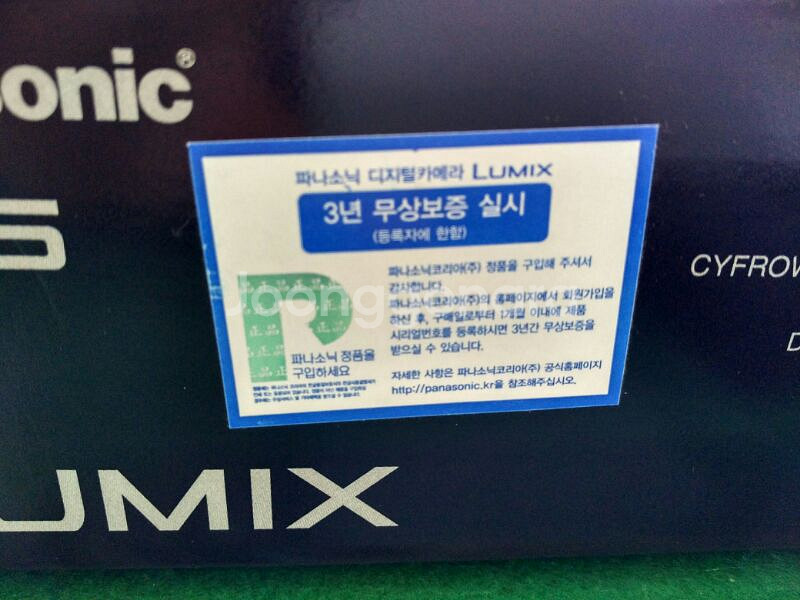 sonic®
파나소닉 디지털카메라 LUMIX
3년 무상보증 실시
(등록자에 한함)
파나소닉코리아(주) 정품을 구입해 주셔서
감사합니다.
파나소닉코리아(주)의 홈페이지에서 회원가입을
하신 후, 구매일로부터 1개월 이내에 제품
시리얼번호를 등록하시면 3년간 무상보증을
받으실 수 있습니다.
자세한 사항은 파나소닉코리아(주) 공식홈페이지
http://panasonic.kr을 참조해주십시오.
파나소닉 정품을
구입하세요
CYFROW
D
UMIX